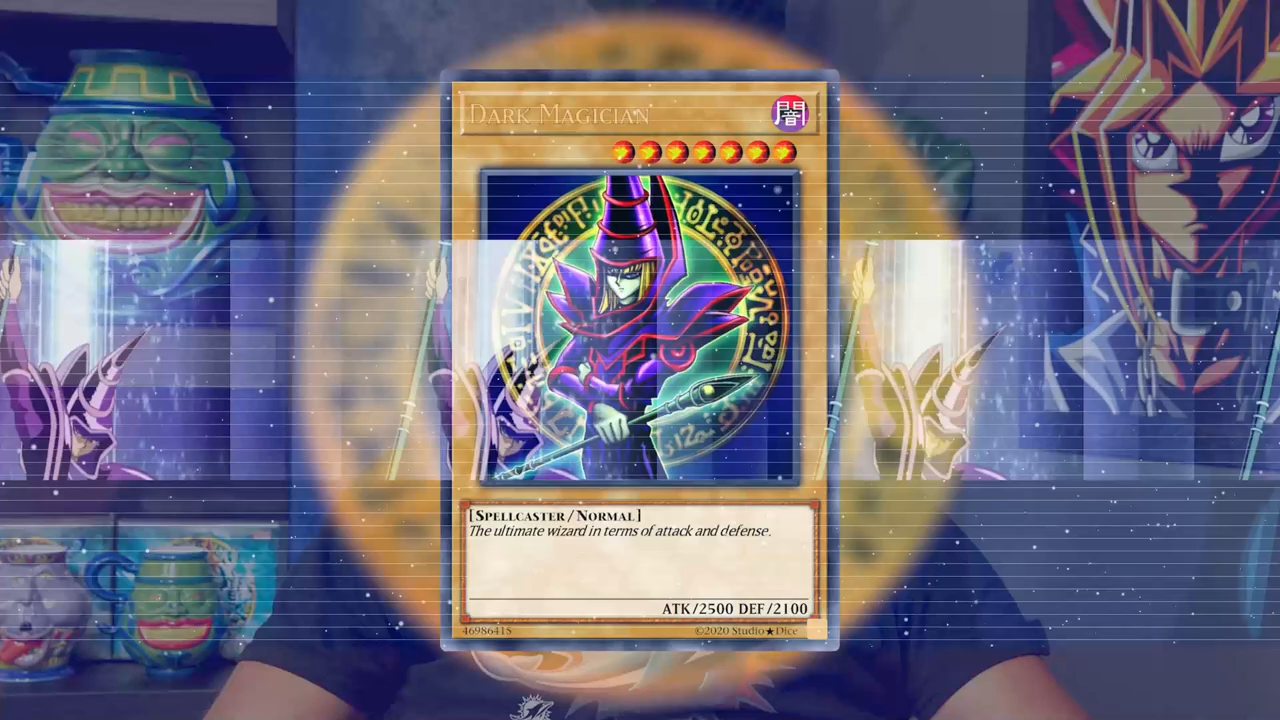 DARK MAGICIAN
闇
[SPELLCASTER/NORMAL]
The ultimate wizard in terms of attack and defense.
ATK/2500 DEF/2100
46986415 ©2020 Studio★Dice